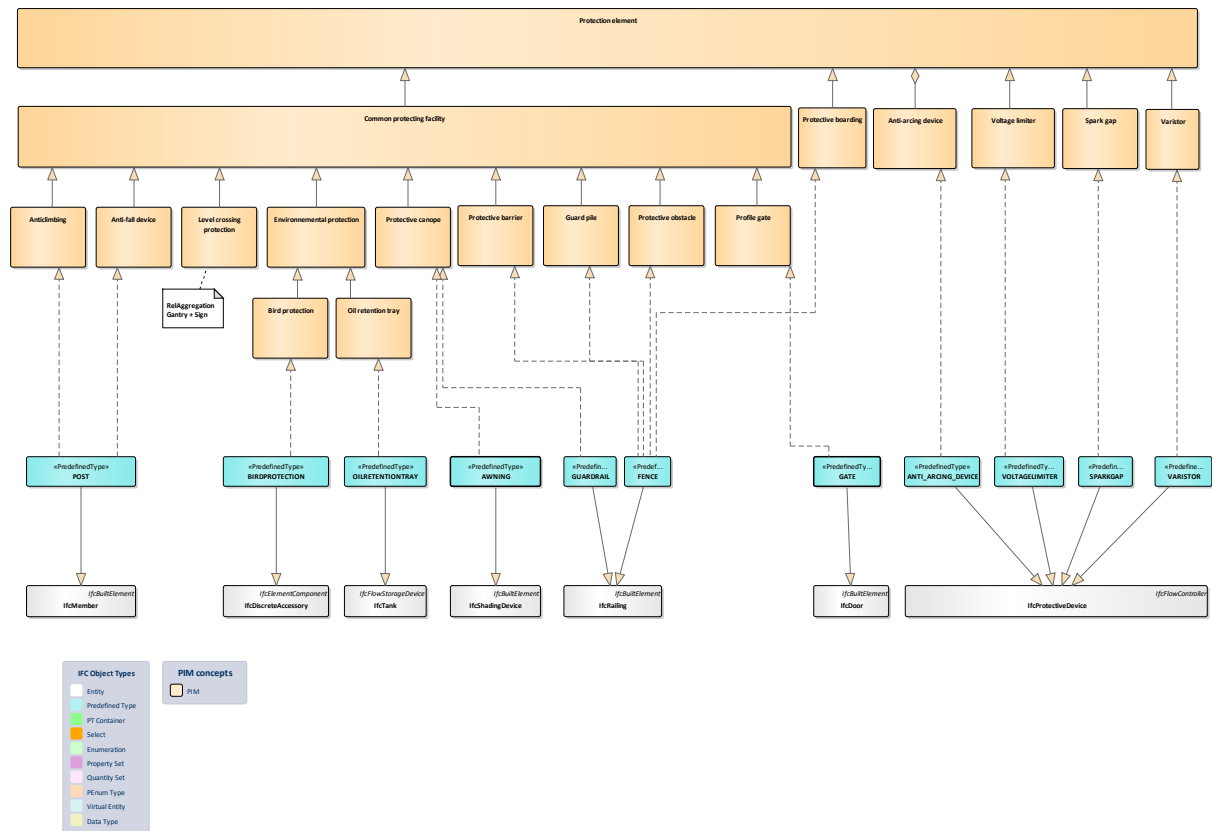 Protection element
Common protecting facility
Protective boarding
Anti-arcing device
Voltage limiter
Spark gap
Varistor
Anticlimbing
Anti-fall device
Level crossing
protection
Environnemental protection
Protective canope
Protective barrier
Guard pile
Protective obstacle
Profile gate
RelAggregation
Gantry + Sign
Bird protection
Oil retention tray
«PredefinedType»
POST
«PredefinedType»
BIRDPROTECTION
«PredefinedType»
OILRETENTIONTRAY
«PredefinedType»
AWNING
«Predefin...
GUARDRAIL
«Predef...
FENCE
«PredefinedTy...
GATE
«PredefinedType»
ANTI_ARCING_DEVICE
«PredefinedTy...
VOLTAGELIMITER
«Predefin...
SPARKGAP
«Predefine...
VARISTOR
IfcBuiltElement
IfcMember
IfcElementComponent
IfcDiscreteAccessory
IfcFlowStorageDevice
IfcTank
IfcBuiltElement
IfcShadingDevice
IfcBuiltElement
IfcRailing
IfcBuiltElement
IfcDoor
IfcFlowController
IfcProtectiveDevice
IFC Object Types
Entity
Predefined Type
PT Container
Select
Enumeration
Property Set
Quantity Set
PEnum Type
Virtual Entity
Data Type
PIM concepts
PIM